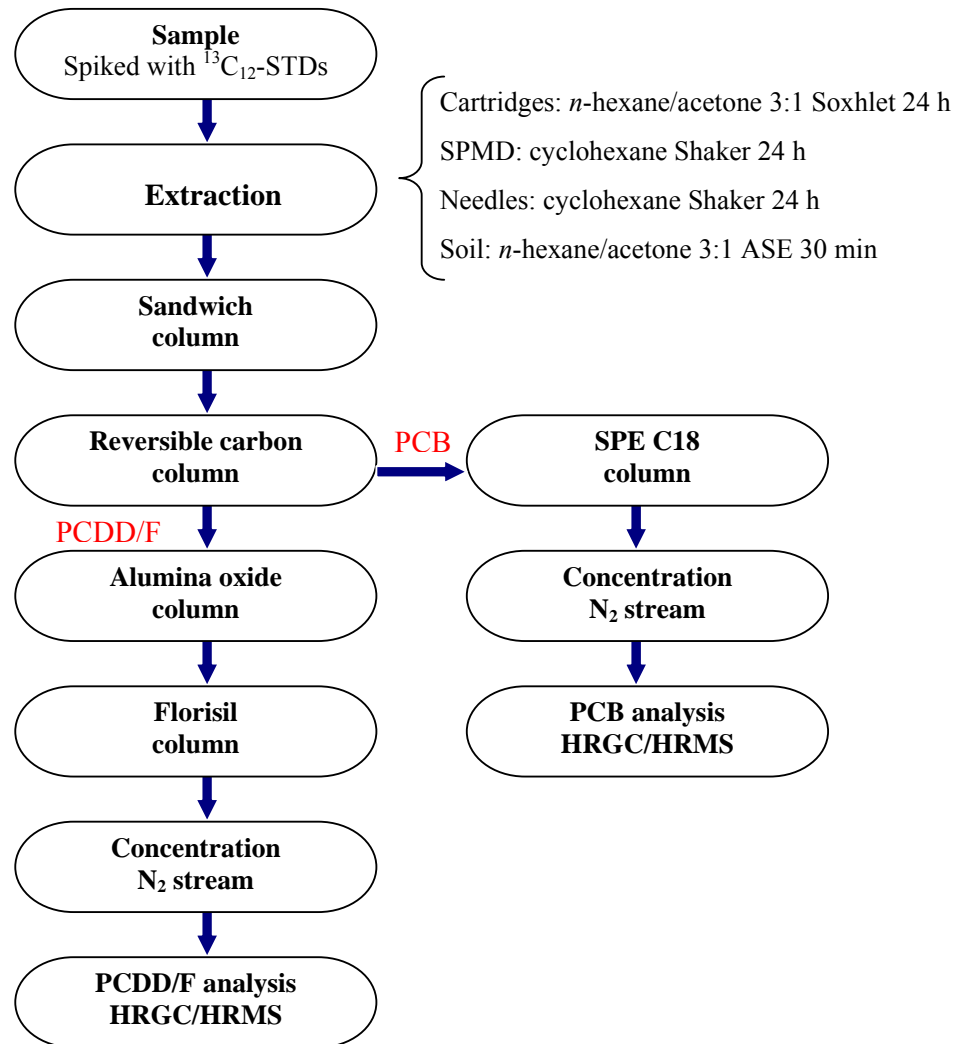 Sample
Spiked with ¹³C₁₂-STDs
Extraction
Cartridges: n-hexane/acetone 3:1 Soxhlet 24 h
SPMD: cyclohexane Shaker 24 h
Needles: cyclohexane Shaker 24 h
Soil: n-hexane/acetone 3:1 ASE 30 min
Sandwich
column
Reversible carbon
column
PCB
SPE C18
column
PCDD/F
Alumina oxide
column
Concentration
N₂ stream
Florisil
column
PCB analysis
HRGC/HRMS
Concentration
N₂ stream
PCDD/F analysis
HRGC/HRMS